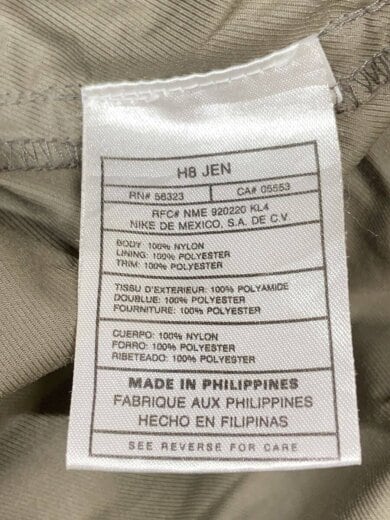 H8 JEN
RN# 56323 CA# 05553
RFC# NME 920220 KL4
NIKE DE MEXICO, S.A. DE C.V.
BODY: 100% NYLON
LINING: 100% POLYESTER
TRIM: 100% POLYESTER
TISSU D'EXTERIEUR: 100% POLYAMIDE
DOUBLUE: 100% POLYESTER
FOURNITURE: 100% POLYESTER
CUERPO: 100% NYLON
FORRO: 100% POLYESTER
RIBETEADO: 100% POLYESTER
MADE IN PHILIPPINES
FABRIQUE AUX PHILIPPINES
HECHO EN FILIPINAS
SEE REVERSE FOR CARE